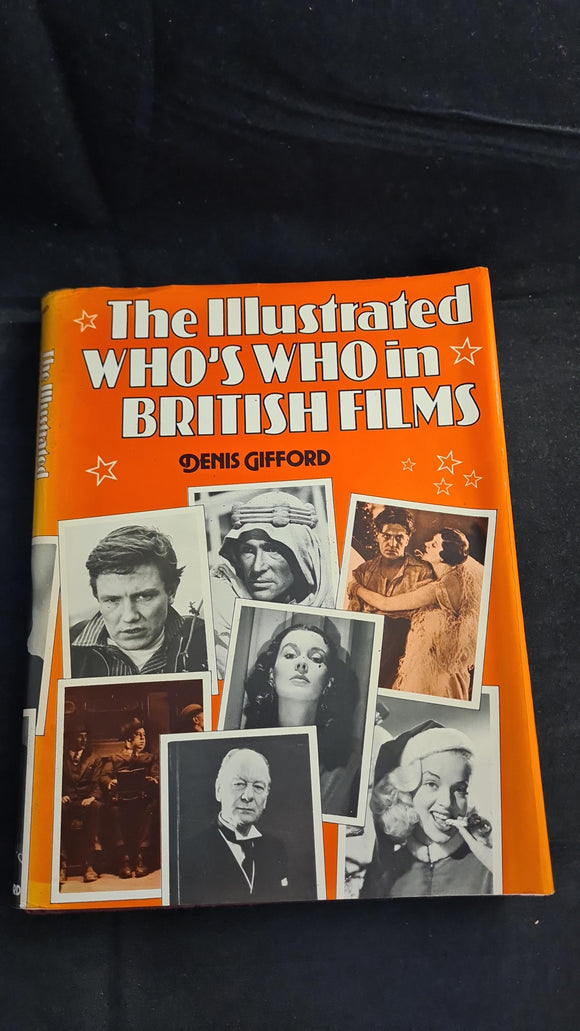 The Illustrated
WHO'S WHO in
BRITISH FILMS
DENIS GIFFORD
The Illustrated